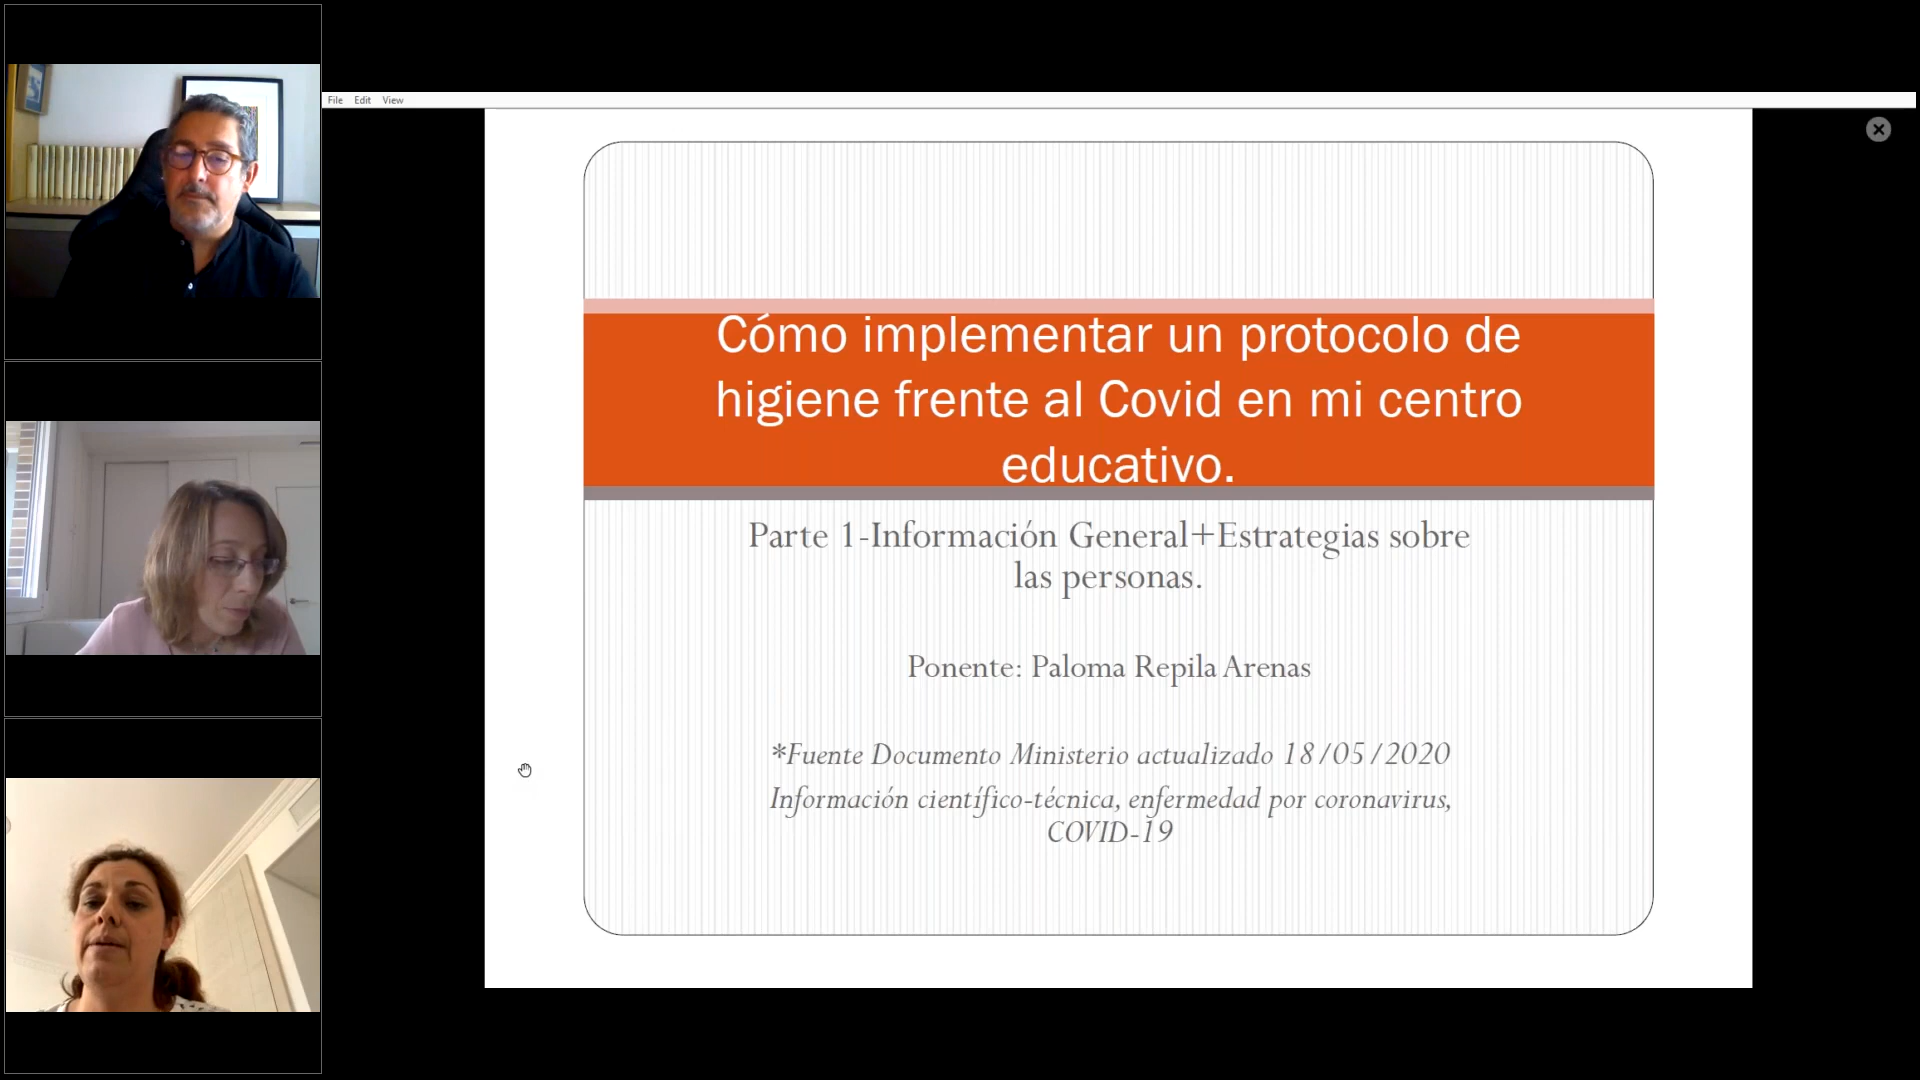 File Edit View
Cómo implementar un protocolo de
higiene frente al Covid en mi centro
educativo.
Parte 1-Información General+Estrategias sobre
las personas.
Ponente: Paloma Repila Arenas
*Fuente Documento Ministerio actualizado 18/05/2020
Información científico-técnica, enfermedad por coronavirus,
COVID-19